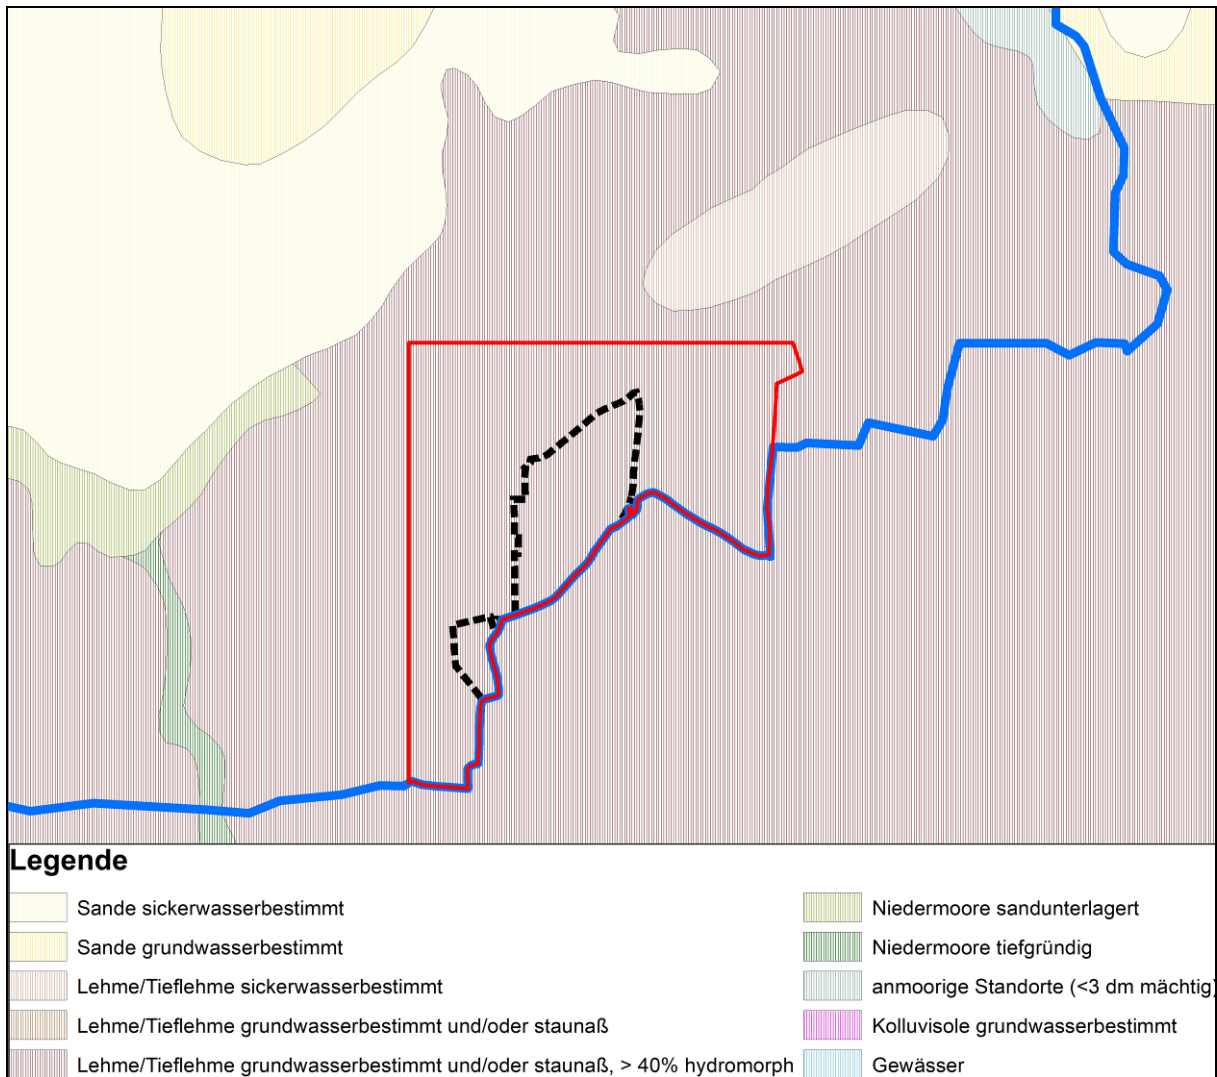 Legende
Sande sickerwasserbestimmt
Sande grundwasserbestimmt
Lehme/Tieflehme sickerwasserbestimmt
Lehme/Tieflehme grundwasserbestimmt und/oder staunaß
Lehme/Tieflehme grundwasserbestimmt und/oder staunaß, > 40% hydromorph
Niedermoore sandunterlagert
Niedermoore tiefgründig
anmoorige Standorte (<3 dm mächtig)
Kolluvisole grundwasserbestimmt
Gewässer